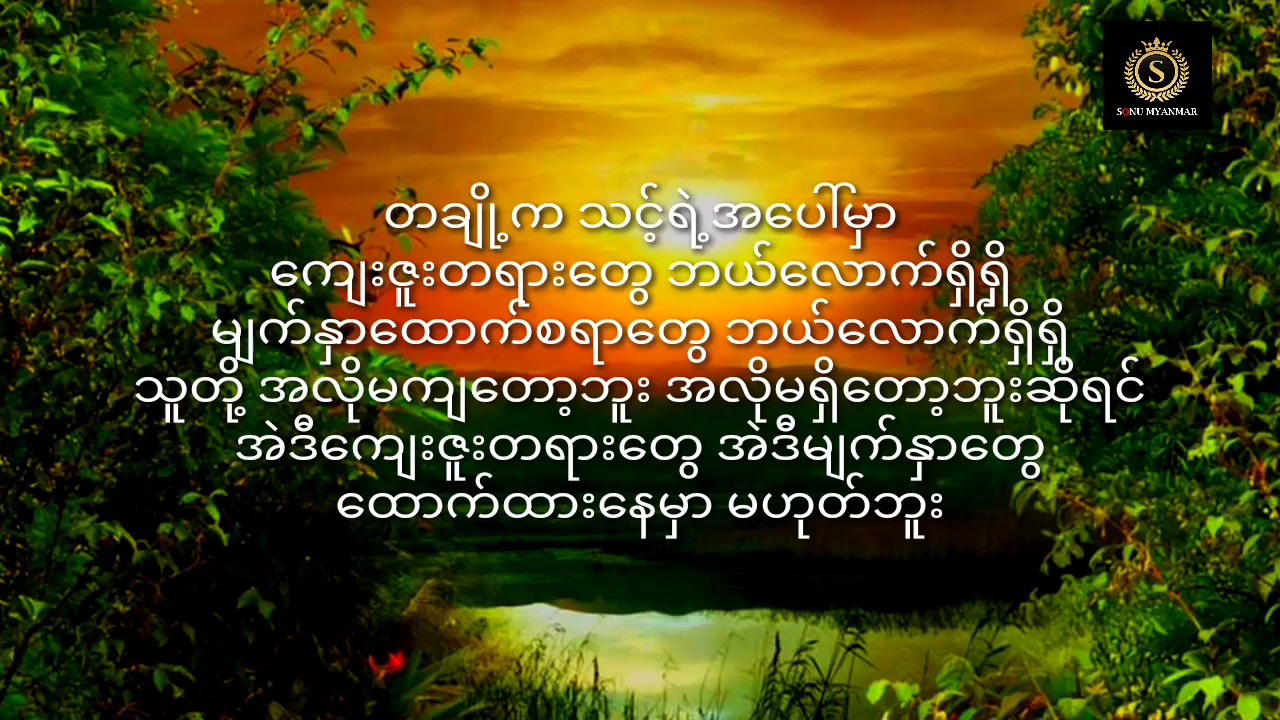 S
SONU MYANMAR
တချို့က သင့်ရဲ့အပေါ်မှာ
ကျေးဇူးတရားတွေ ဘယ်လောက်ရှိရှိ
မျက်နှာထောက်စရာတွေ ဘယ်လောက်ရှိရှိ
သူတို့ အလိုမကျတော့ဘူး အလိုမရှိတော့ဘူးဆိုရင်
အဲဒီကျေးဇူးတရားတွေ အဲဒီမျက်နှာတွေ
ထောက်ထားနေမှာ မဟုတ်ဘူး